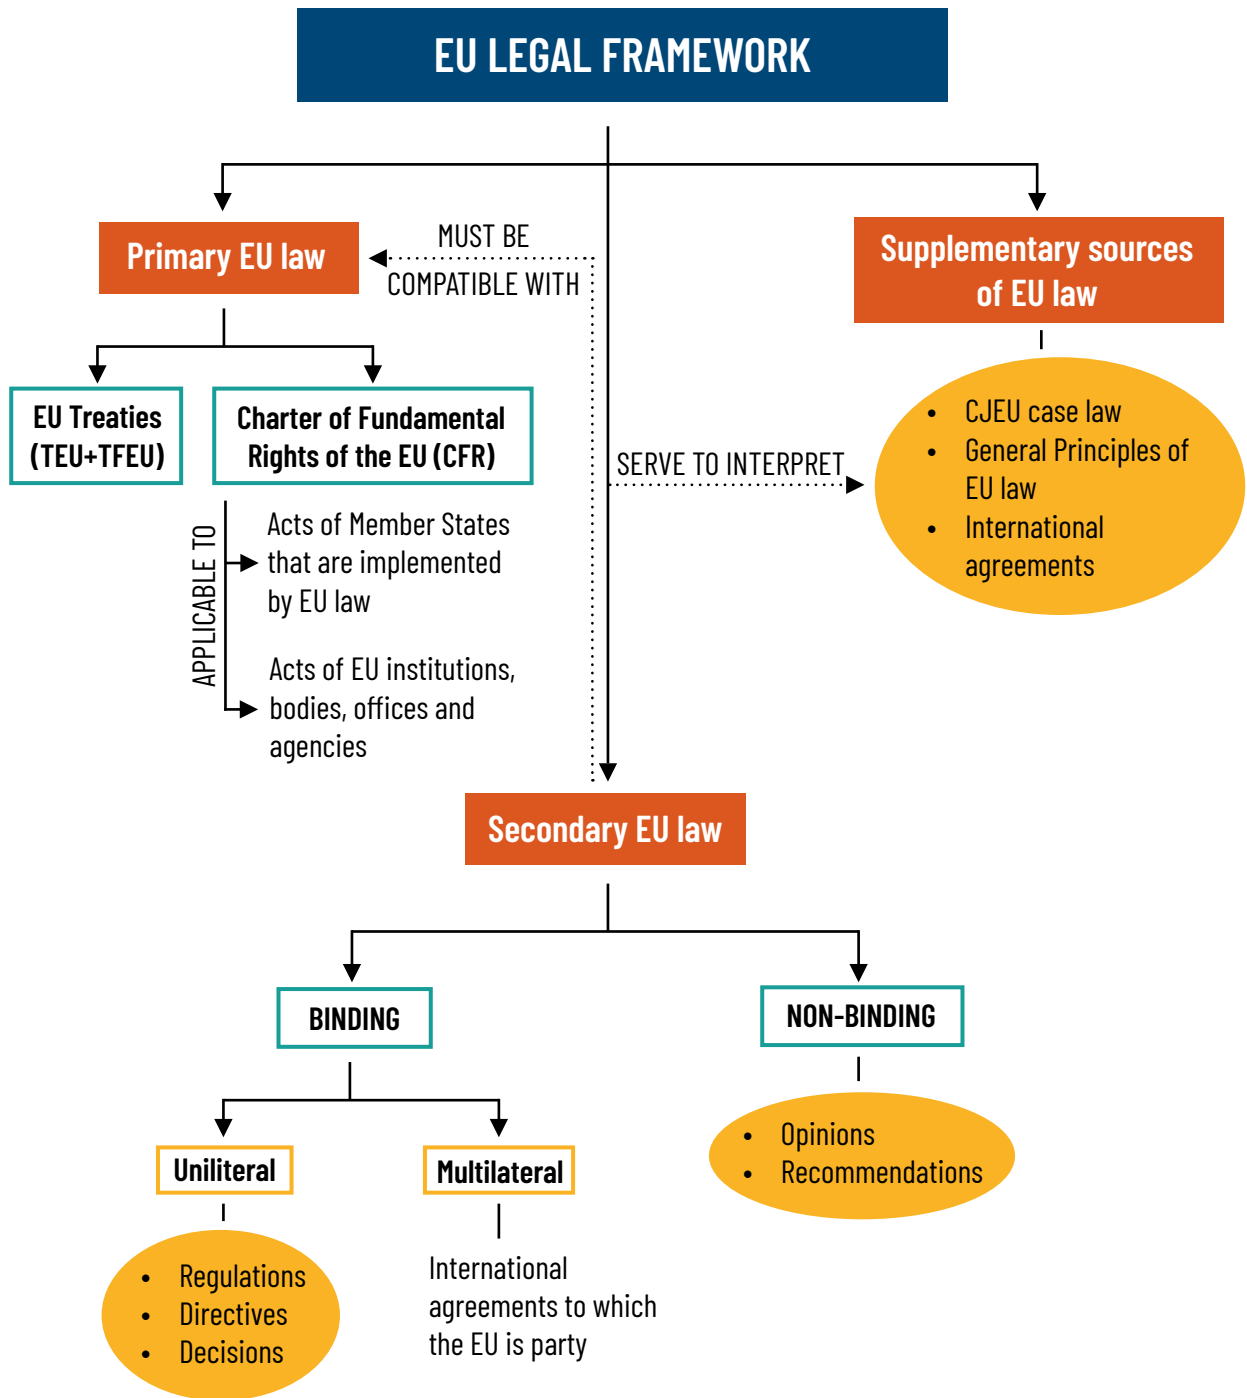 EU LEGAL FRAMEWORK
Primary EU law
MUST BE
COMPATIBLE WITH
Supplementary sources
of EU law
EU Treaties
(TEU+TFEU)
Charter of Fundamental
Rights of the EU (CFR)
• CJEU case law
• General Principles of
EU law
• International
agreements
SERVE TO INTERPRET
APPLICABLE TO
Acts of Member States
that are implemented
by EU law
Acts of EU institutions,
bodies, offices and
agencies
Secondary EU law
BINDING
NON-BINDING
Uniliteral
Multilateral
• Opinions
• Recommendations
• Regulations
• Directives
• Decisions
International
agreements to which
the EU is party